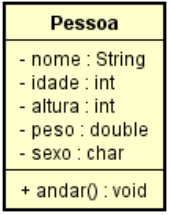 Pessoa
- nome : String
- idade : int
- altura : int
- peso : double
- sexo : char
+ andar() : void